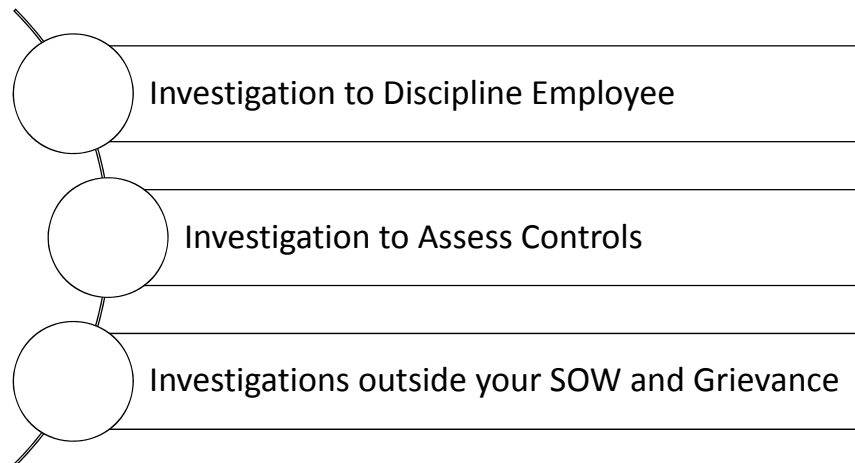 Investigation to Discipline Employee
Investigation to Assess Controls
Investigations outside your SOW and Grievance